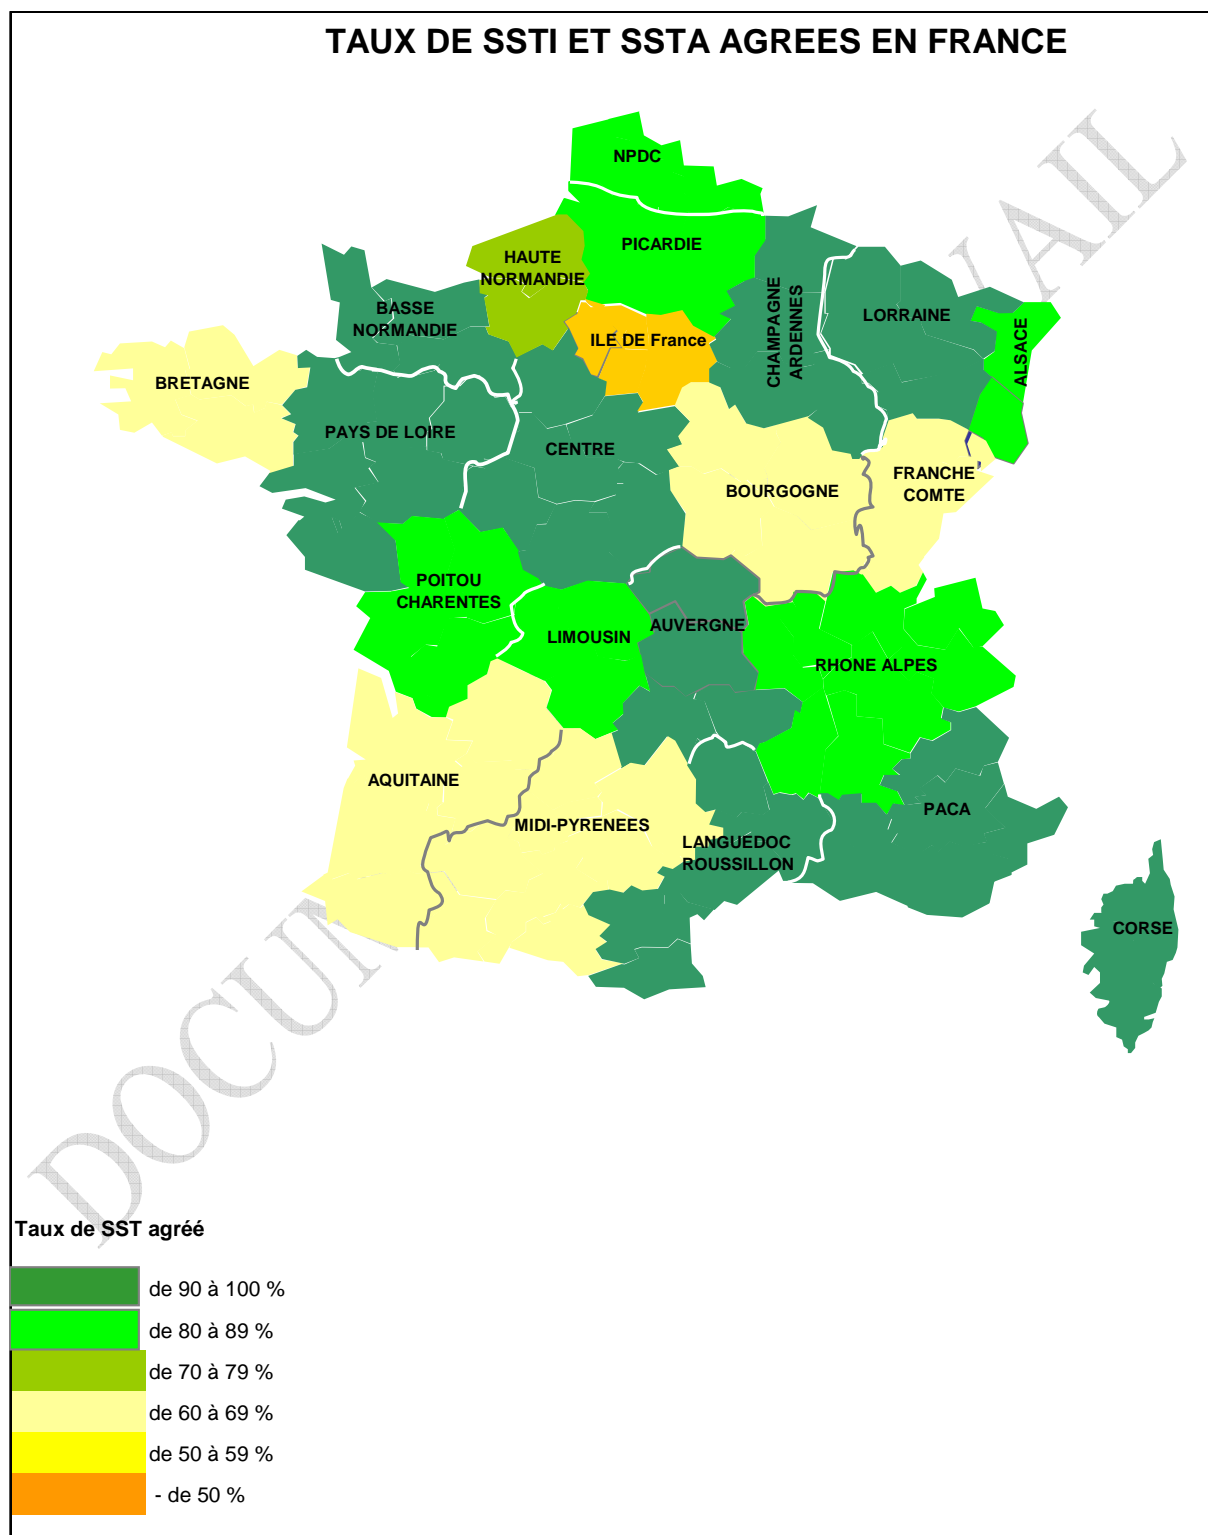 TAUX DE SSTI ET SSTA AGREES EN FRANCE
NPDC
PICARDIE
HAUTE
NORMANDIE
BASSE
NORMANDIE
CHAMPAGNE
ARDENNES
LORRAINE
ALSACE
ILE DE France
BRETAGNE
PAYS DE LOIRE
CENTRE
BOURGOGNE
FRANCHE
COMTE
POITOU
CHARENTES
LIMOUSIN
AUVERGNE
RHONE ALPES
AQUITAINE
MIDI-PYRENEES
LANGUEDOC
ROUSSILLON
PACA
CORSE
DOCUM
VAIL
Taux de SST agréé
de 90 à 100 %
de 80 à 89 %
de 70 à 79 %
de 60 à 69 %
de 50 à 59 %
- de 50 %